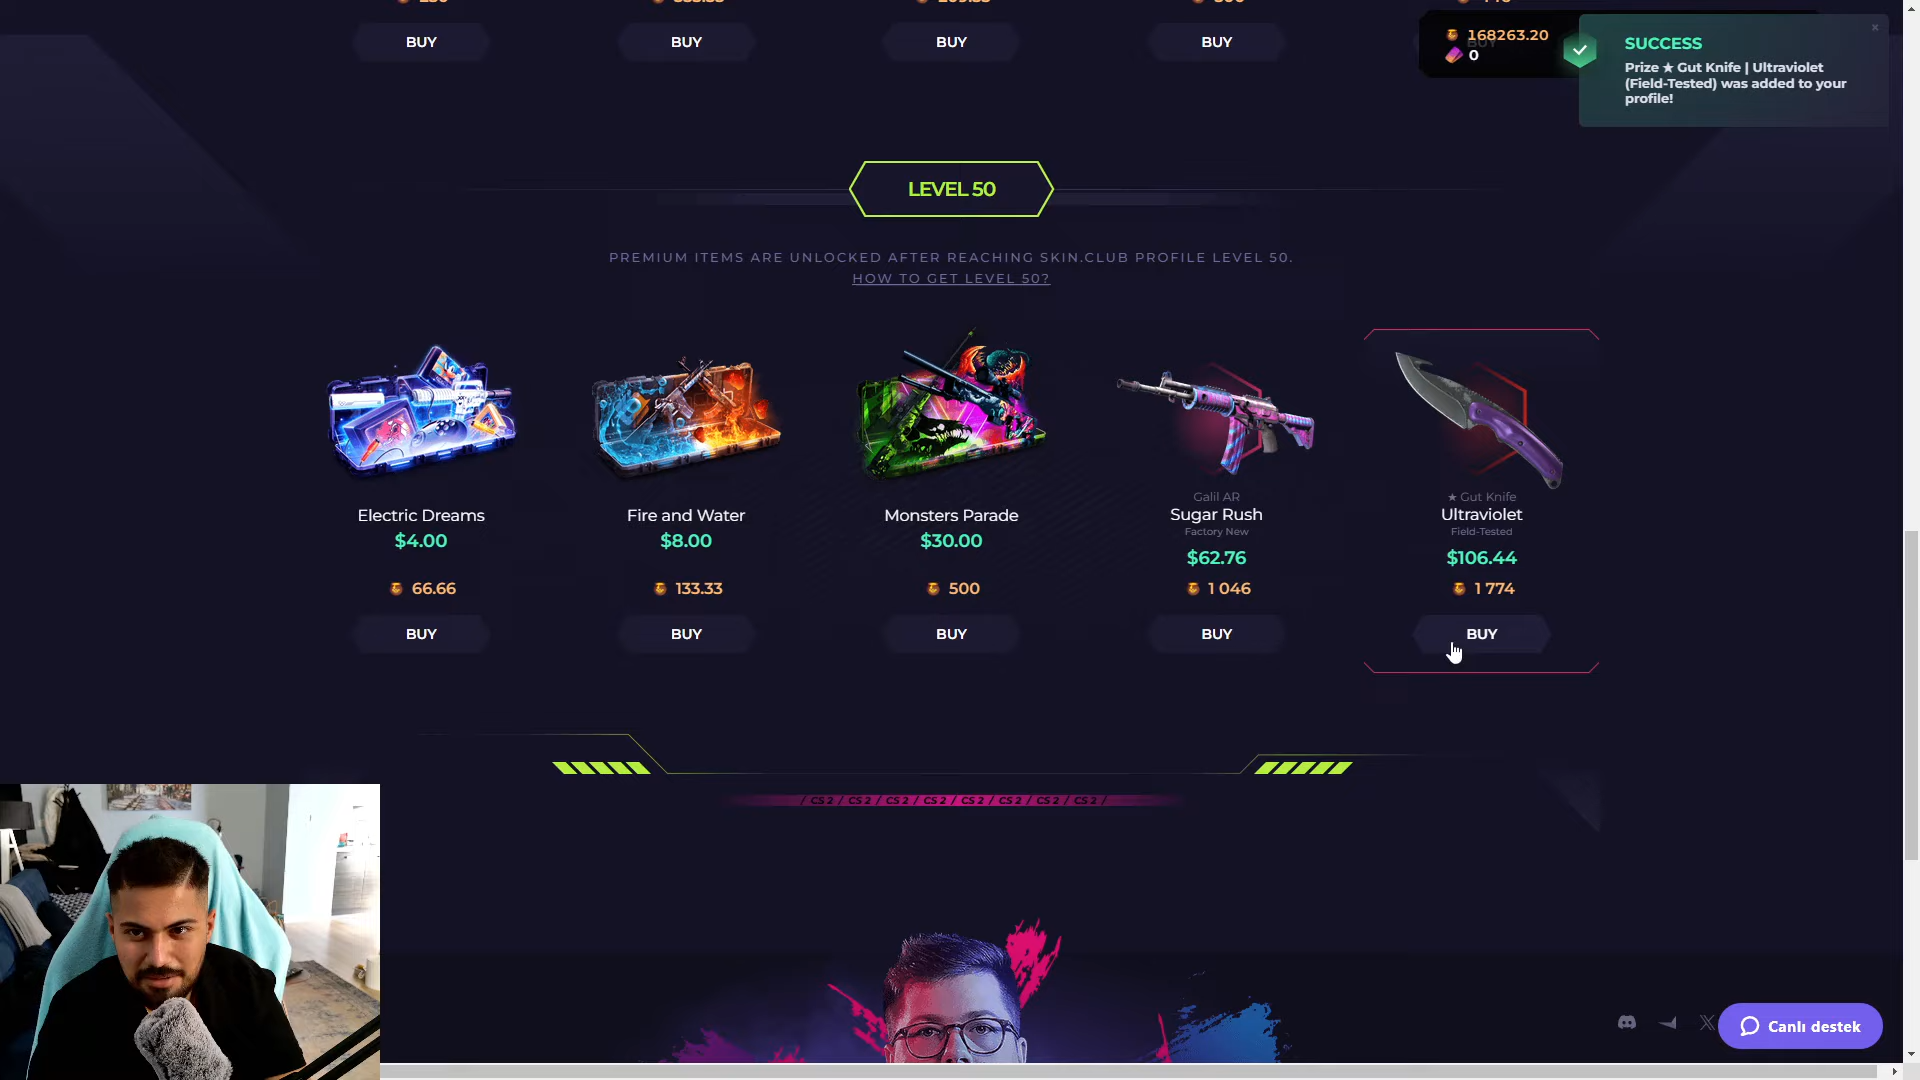 BUY
BUY
BUY
BUY
168263.20
0
SUCCESS
Prize ★ Gut Knife | Ultraviolet
(Field-Tested) was added to your
profile!
LEVEL 50
PREMIUM ITEMS ARE UNLOCKED AFTER REACHING SKIN.CLUB PROFILE LEVEL 50.
HOW TO GET LEVEL 50?
Electric Dreams
$4.00
66.66
BUY
Fire and Water
$8.00
133.33
BUY
Monsters Parade
$30.00
500
BUY
Galil AR
Sugar Rush
Factory New
$62.76
1 046
BUY
★ Gut Knife
Ultraviolet
Field-Tested
$106.44
1 774
BUY
/ CS2 / CS2 / CS2 / CS2 / CS2 / CS2 / CS2 / CS2 /
Canlı destek